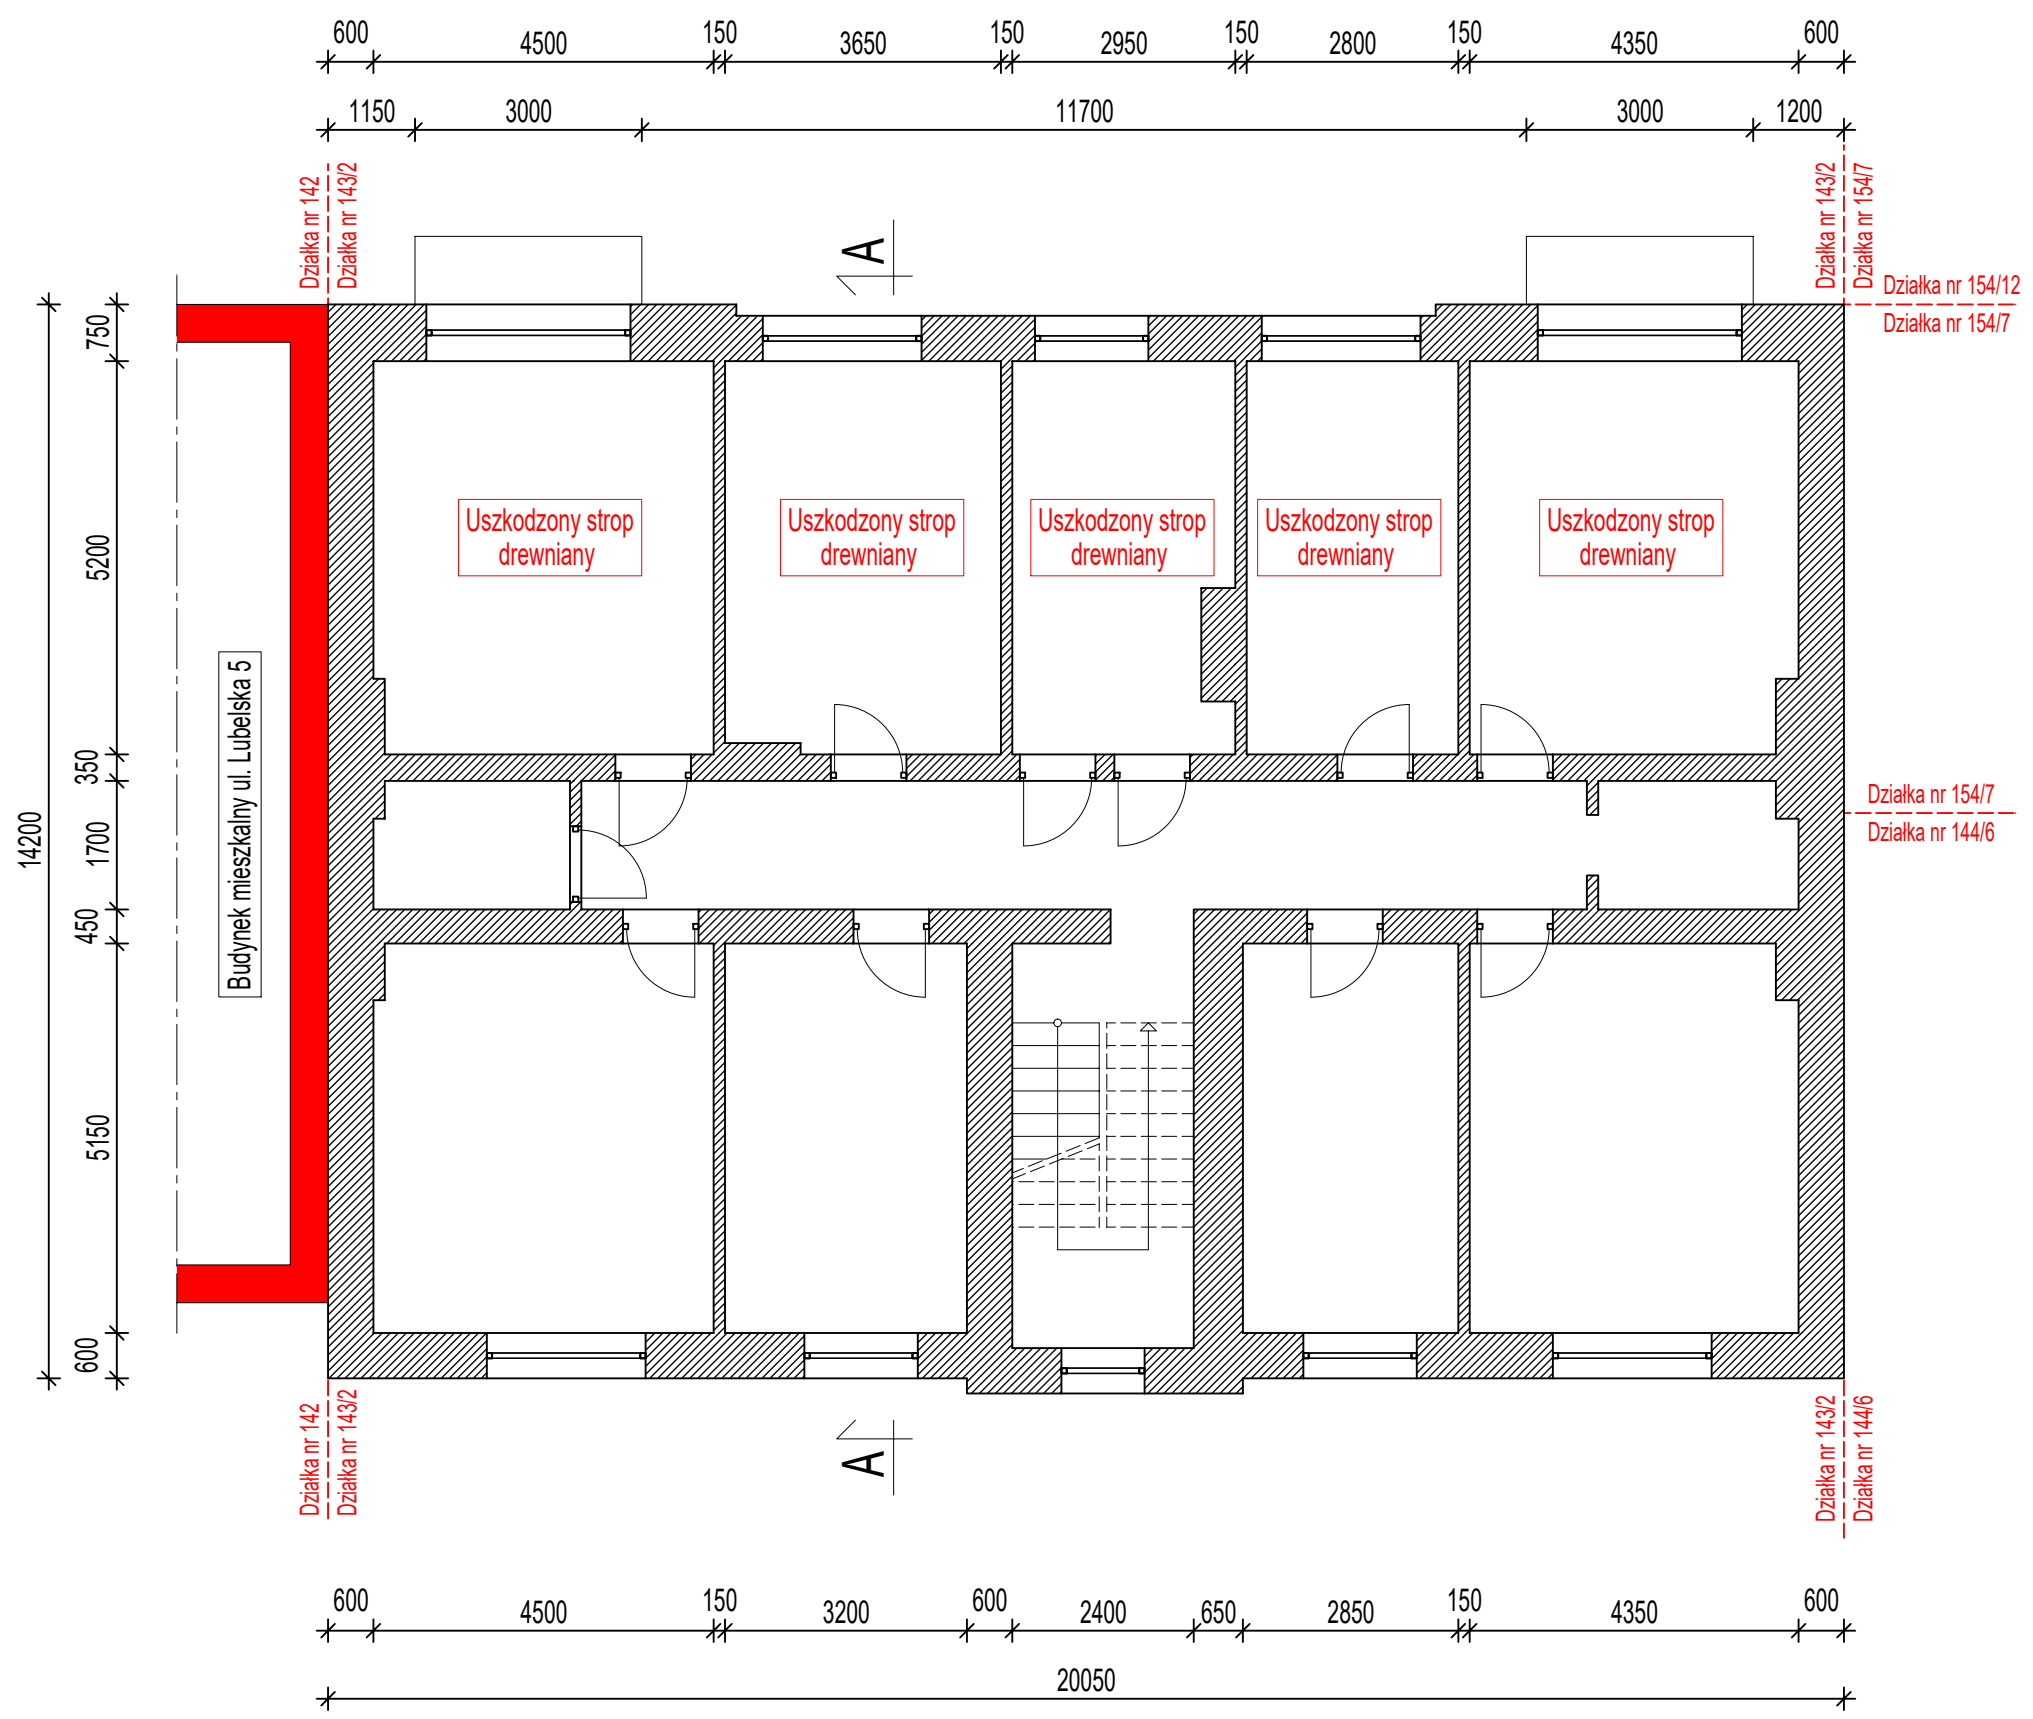 600 4500 150 3650 150 2950 150 2800 150 4350 600
1150 3000 11700 3000 1200
Działka nr 142
Działka nr 143/2
A
Działka nr 143/2
Działka nr 154/7
Działka nr 154/12
Działka nr 154/7
Uszkodzony strop
drewniany
Uszkodzony strop
drewniany
Uszkodzony strop
drewniany
Uszkodzony strop
drewniany
Uszkodzony strop
drewniany
14200
750
5200
350
1700
450
5150
600
Budynek mieszkalny ul. Lubelska 5
Działka nr 154/7
Działka nr 144/6
Działka nr 142
Działka nr 143/2
A
Działka nr 143/2
Działka nr 144/6
600 4500 150 3200 600 2400 650 2850 150 4350 600
20050